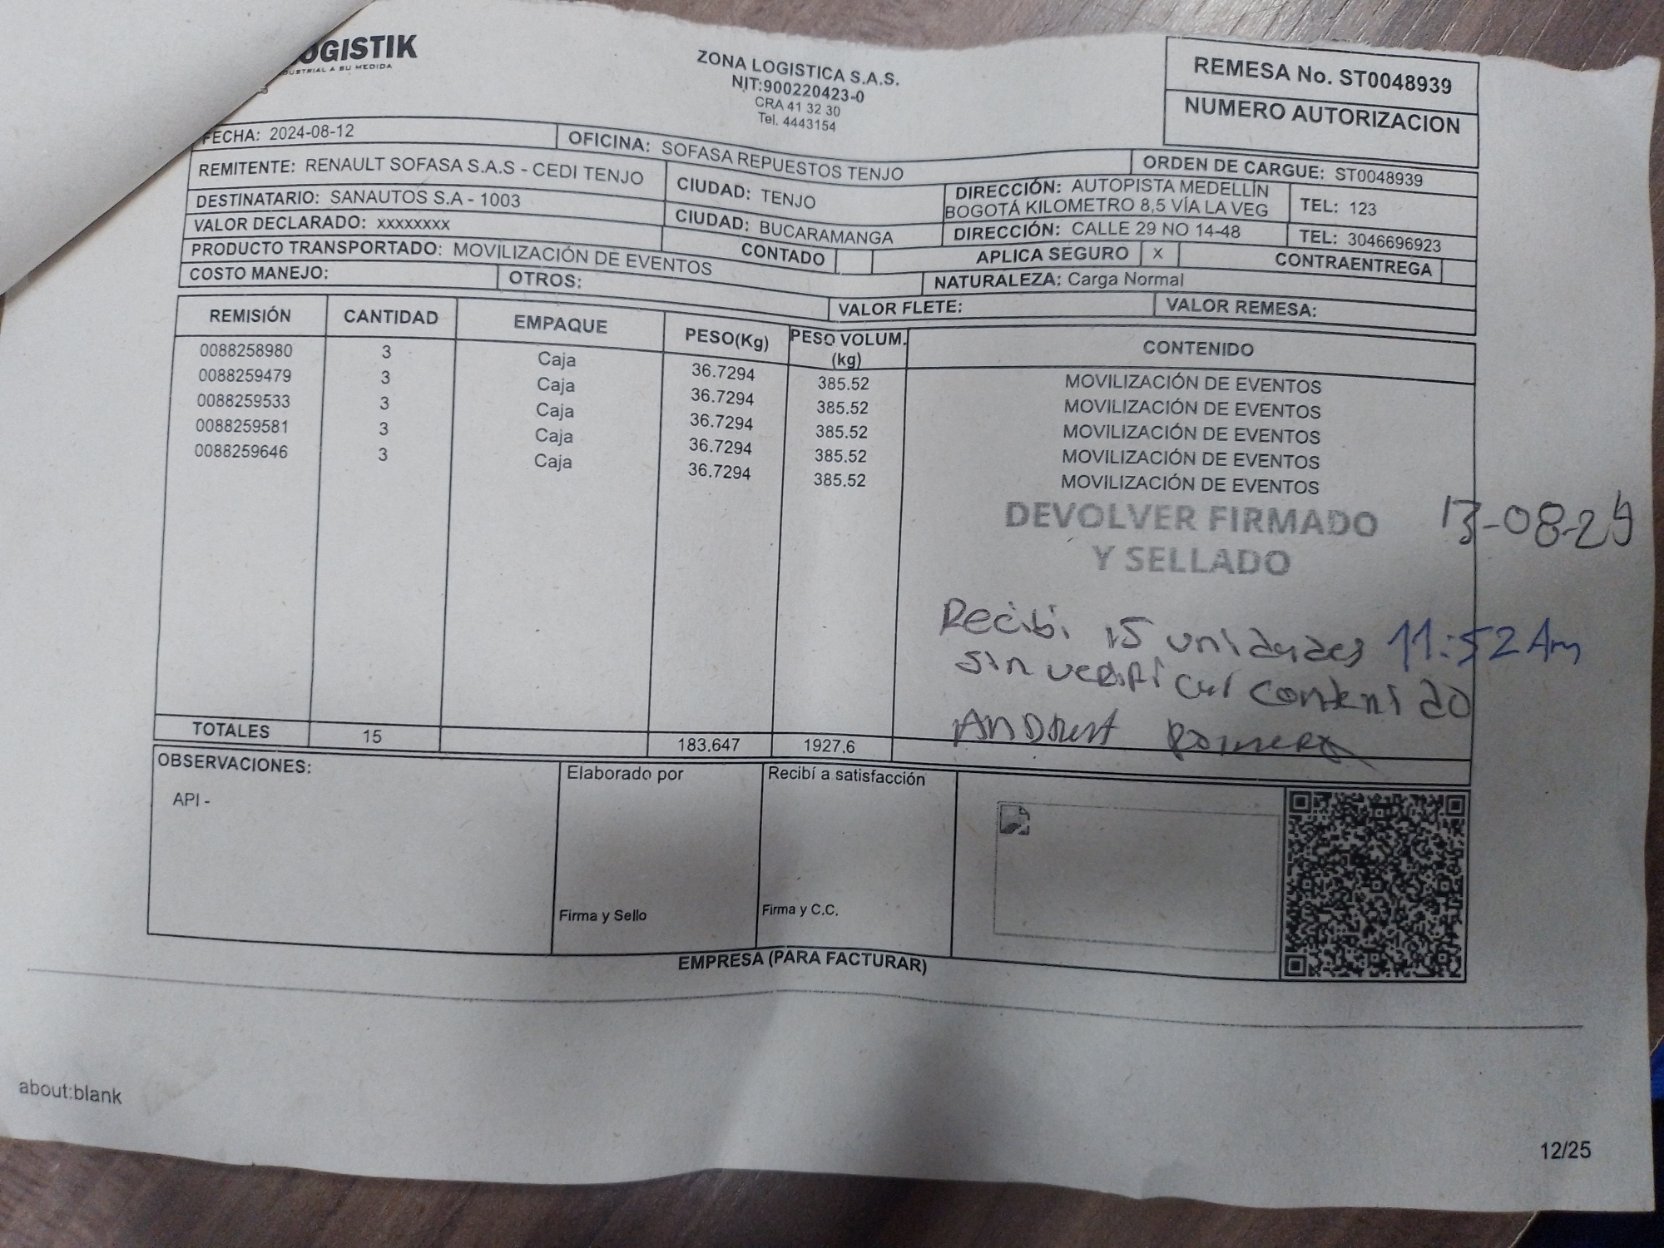 OGISTIK
USTRIAL A SU MEDIDA
ZONA LOGISTICA S.A.S.
NIT:900220423-0
CRA 41 32 30
Tel. 4443154
REMESA No. ST0048939
NUMERO AUTORIZACION
FECHA: 2024-08-12 OFICINA: SOFASA REPUESTOS TENJO ORDEN DE CARGUE: ST0048939
REMITENTE: RENAULT SOFASA S.A.S - CEDI TENJO CIUDAD: TENJO DIRECCIÓN: AUTOPISTA MEDELLÍN BOGOTÁ KILOMETRO 8,5 VÍA LA VEG TEL: 123
DESTINATARIO: SANAUTOS S.A - 1003 CIUDAD: BUCARAMANGA DIRECCIÓN: CALLE 29 NO 14-48 TEL: 3046696923
VALOR DECLARADO: xxxxxxxx CONTADO APLICA SEGURO X CONTRAENTREGA
PRODUCTO TRANSPORTADO: MOVILIZACIÓN DE EVENTOS NATURALEZA: Carga Normal
COSTO MANEJO: OTROS: VALOR FLETE: VALOR REMESA:
REMISIÓN CANTIDAD EMPAQUE PESO(Kg) PESO VOLUM. (kg) CONTENIDO
0088258980 3 Caja 36.7294 385.52 MOVILIZACIÓN DE EVENTOS
0088259479 3 Caja 36.7294 385.52 MOVILIZACIÓN DE EVENTOS
0088259533 3 Caja 36.7294 385.52 MOVILIZACIÓN DE EVENTOS
0088259581 3 Caja 36.7294 385.52 MOVILIZACIÓN DE EVENTOS
0088259646 3 Caja 36.7294 385.52 MOVILIZACIÓN DE EVENTOS
DEVOLVER FIRMADO
Y SELLADO
13-08-24
Recibi 15 unidades 11:52 Am
sin verificar contenido
TOTALES 15 183.647 1927.6
OBSERVACIONES:
API -
Elaborado por
Firma y Sello
Recibí a satisfacción
Firma y C.C.
EMPRESA (PARA FACTURAR)
about:blank
12/25